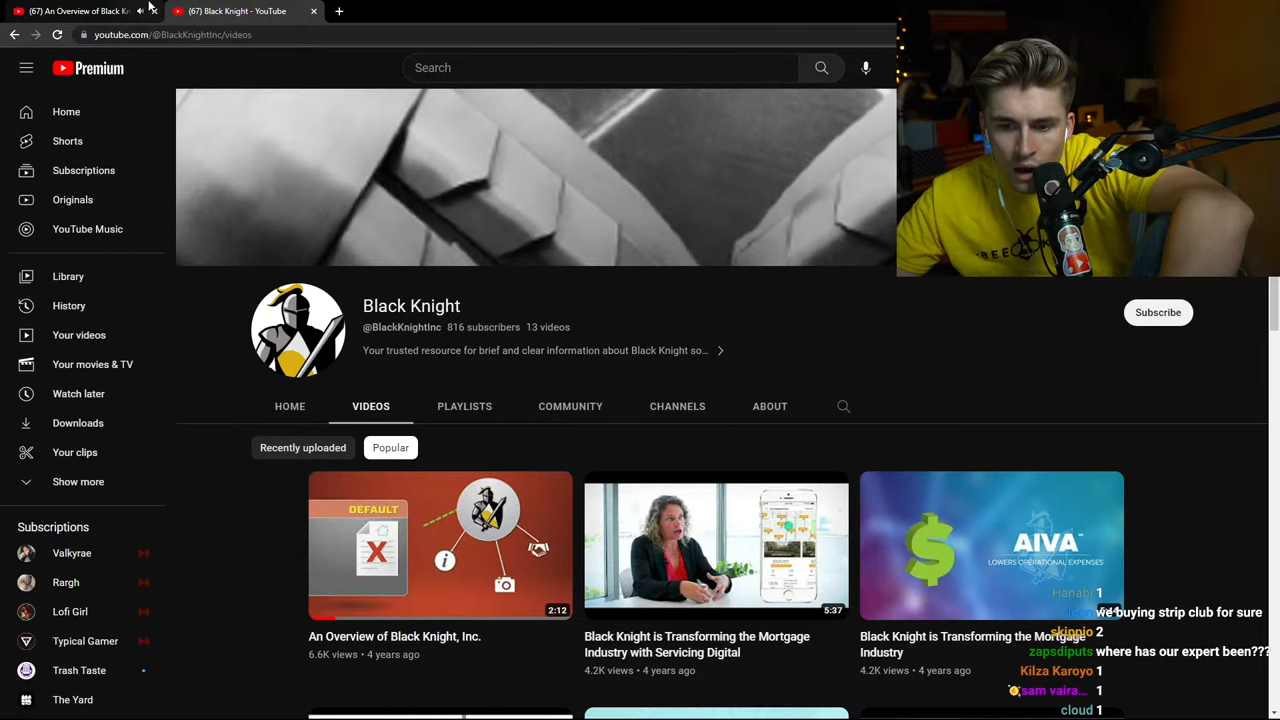 (67) An Overview of Black Kn
(67) Black Knight - YouTube
youtube.com/@BlackKnightInc/videos
Premium
Search
Home
Shorts
Subscriptions
Originals
YouTube Music
Library
History
Your videos
Your movies & TV
Watch later
Downloads
Your clips
Show more
Subscriptions
Valkyrae
Rargh
Lofi Girl
Typical Gamer
Trash Taste
The Yard
Black Knight
@BlackKnightInc 816 subscribers 13 videos
Your trusted resource for brief and clear information about Black Knight so...
Subscribe
HOME VIDEOS PLAYLISTS COMMUNITY CHANNELS ABOUT
Recently uploaded Popular
DEFAULT
2:12
An Overview of Black Knight, Inc.
6.6K views • 4 years ago
5:37
Black Knight is Transforming the Mortgage
Industry with Servicing Digital
4.2K views • 4 years ago
AIVA™
LOWERS OPERATIONAL EXPENSES
Black Knight is Transforming the Mortgage
Industry
4.2K views • 4 years ago
Hanabi 1
we buying strip club for sure
skippio 2
zapsdiputs where has our expert been???
Kilza Karoyo 1
sam vaira... 1
cloud 1